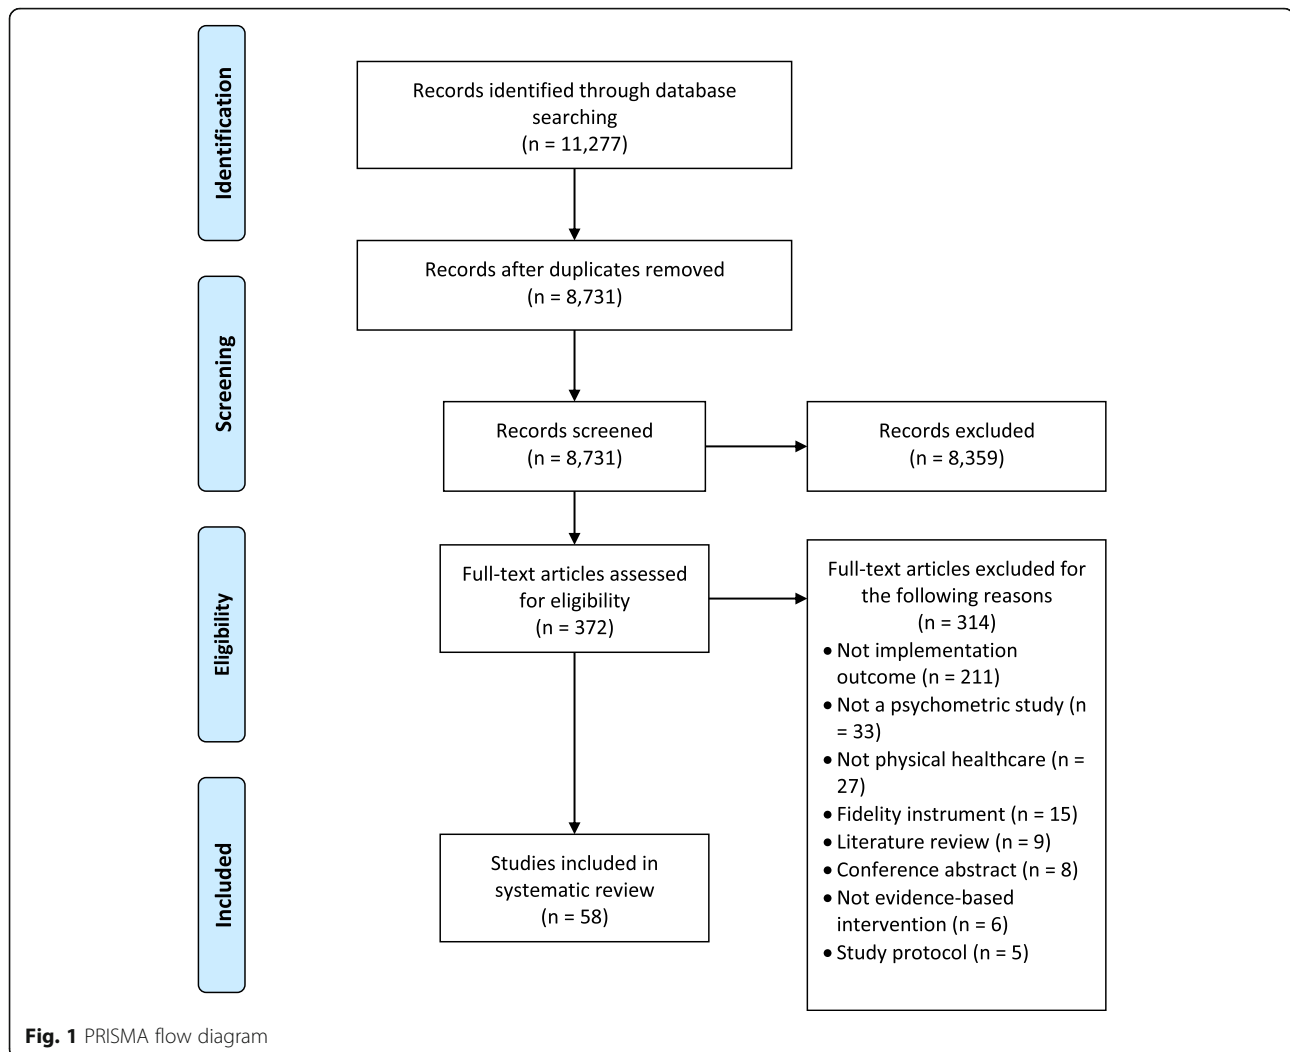 Identification
Records identified through database
searching
(n = 11,277)
Records after duplicates removed
(n = 8,731)
Screening
Records screened
(n = 8,731)
Records excluded
(n = 8,359)
Eligibility
Full-text articles assessed
for eligibility
(n = 372)
Full-text articles excluded for
the following reasons
(n = 314)
• Not implementation
outcome (n = 211)
• Not a psychometric study (n
= 33)
• Not physical healthcare (n =
27)
• Fidelity instrument (n = 15)
• Literature review (n = 9)
• Conference abstract (n = 8)
• Not evidence-based
intervention (n = 6)
• Study protocol (n = 5)
Included
Studies included in
systematic review
(n = 58)
Fig. 1 PRISMA flow diagram